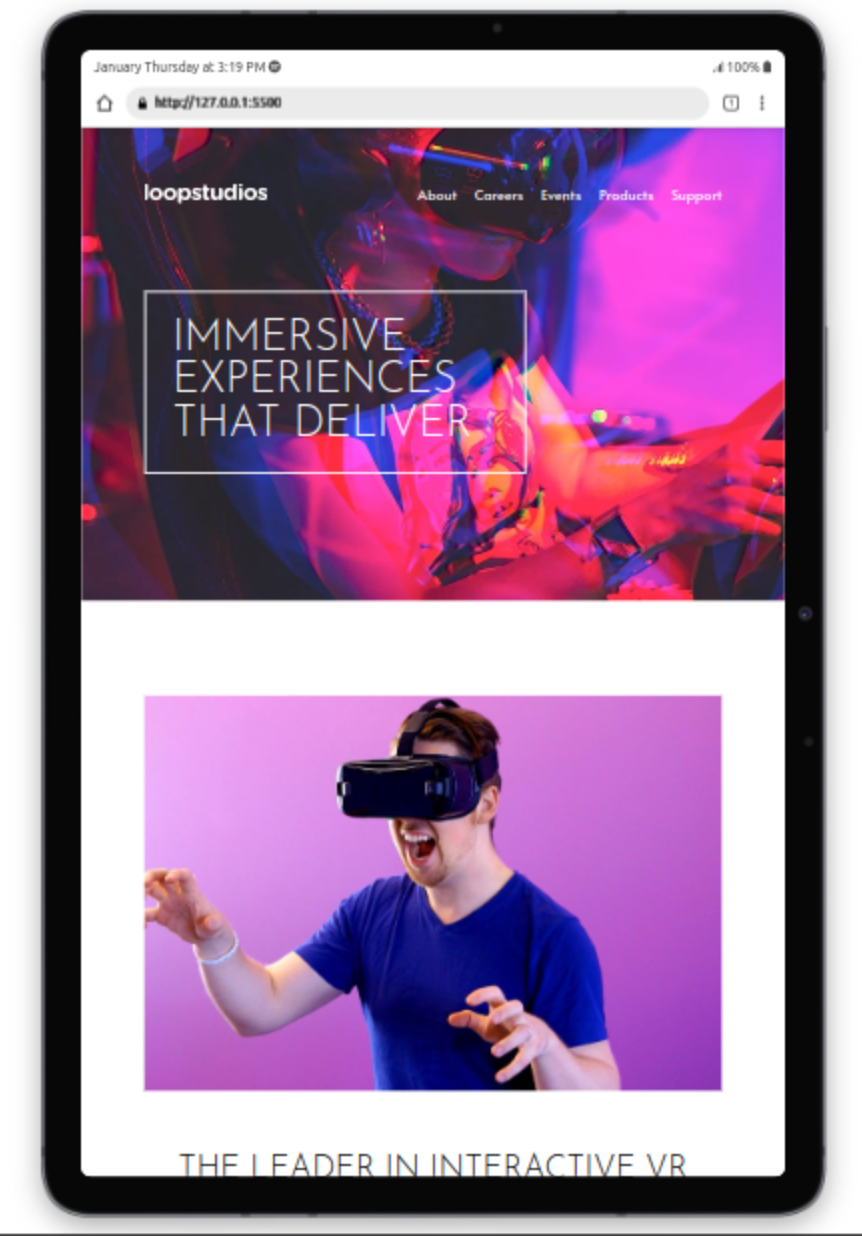 January Thursday at 3:19 PM
100%
http://127.0.0.1:5500
1
loopstudios
About Careers Events Products Support
IMMERSIVE
EXPERIENCES
THAT DELIVER
THE LEADER IN INTERACTIVE VR